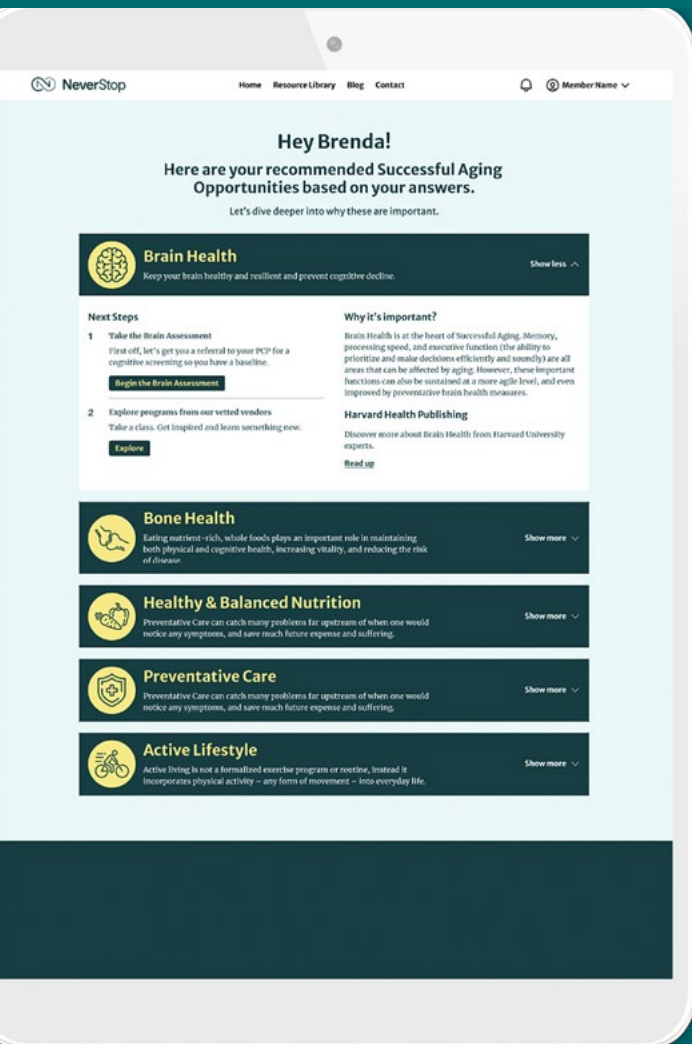 NeverStop
Home Resource Library Blog Contact
Member Name
Hey Brenda!
Here are your recommended Successful Aging
Opportunities based on your answers.
Let's dive deeper into why these are important.
Brain Health
Keep your brain healthy and resilient and prevent cognitive decline.
Show less
Next Steps
1 Take the Brain Assessment
First off, let's get you a referral to your PCP for a
cognitive screening so you have a baseline.
Begin the Brain Assessment
2 Explore programs from our vetted vendors
Take a class. Get inspired and learn something new.
Explore
Why it's important?
Brain Health is at the heart of Successful Aging. Memory,
processing speed, and executive function (the ability to
prioritize and make decisions efficiently and soundly) are all
areas that can be affected by aging. However, these important
functions can also be sustained at a more agile level, and even
improved by preventative brain health measures.
Harvard Health Publishing
Discover more about Brain Health from Harvard University
experts.
Read up
Bone Health
Eating nutrient-rich, whole foods plays an important role in maintaining
both physical and cognitive health, increasing vitality, and reducing the risk
of disease.
Show more
Healthy & Balanced Nutrition
Preventative Care can catch many problems far upstream of when one would
notice any symptoms, and save much future expense and suffering.
Show more
Preventative Care
Preventative Care can catch many problems far upstream of when one would
notice any symptoms, and save much future expense and suffering.
Show more
Active Lifestyle
Active living is not a formalized exercise program or routine, instead it
incorporates physical activity – any form of movement – into everyday life.
Show more